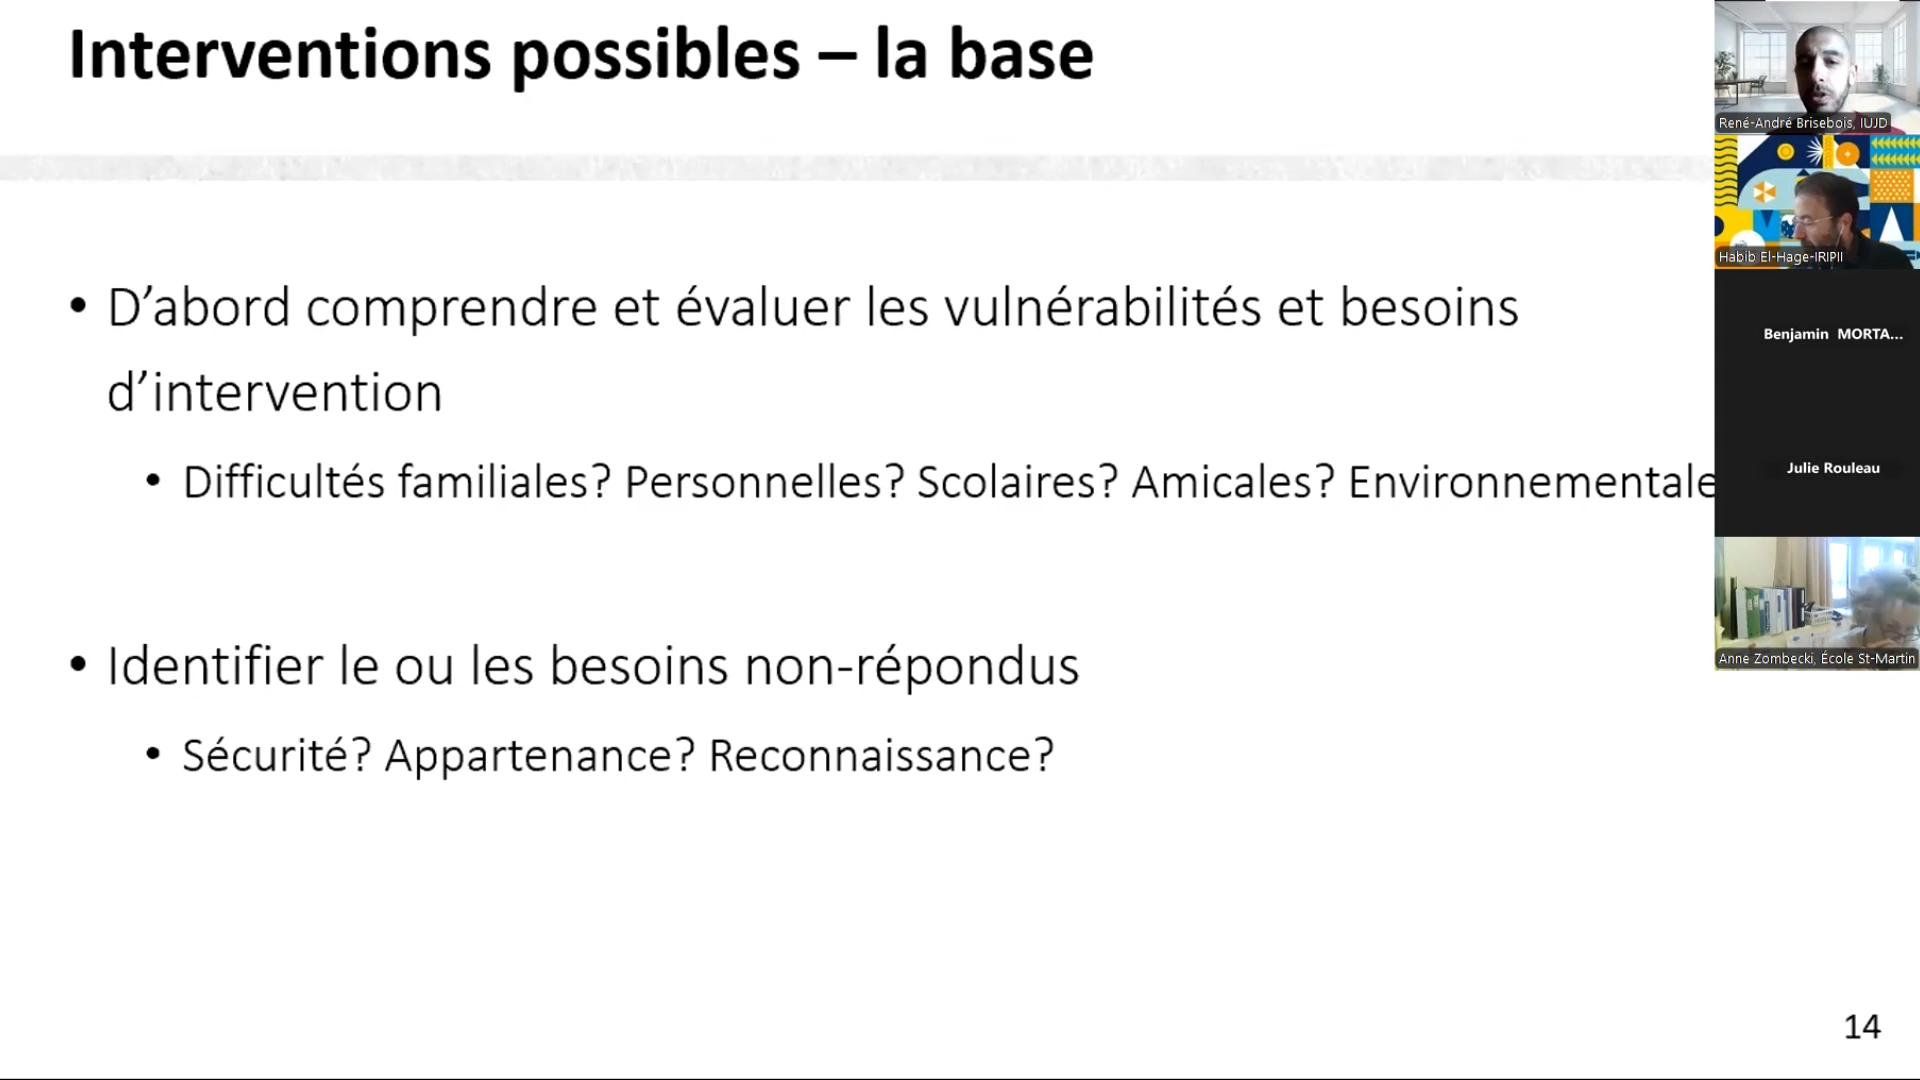 Interventions possibles – la base
• D’abord comprendre et évaluer les vulnérabilités et besoins
d’intervention
• Difficultés familiales? Personnelles? Scolaires? Amicales? Environnementale
• Identifier le ou les besoins non-répondus
• Sécurité? Appartenance? Reconnaissance?
14
René-André Brisebois, IUJD
Habib El-Hage-IRIPII
Benjamin MORTA...
Julie Rouleau
Anne Zombecki, École St-Martin